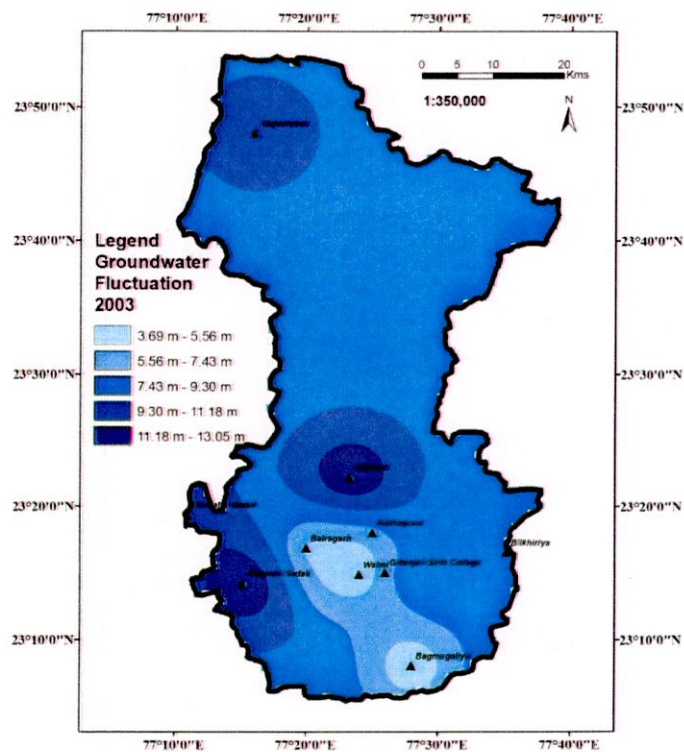 77°10'0"E 77°20'0"E 77°30'0"E 77°40'0"E
0 5 10 20
Kms
1:350,000
N
23°50'0"N 23°50'0"N
23°40'0"N 23°40'0"N
Legend
Groundwater
Fluctuation
2003
3.69 m - 5.56 m
5.56 m - 7.43 m
7.43 m - 9.30 m
9.30 m - 11.18 m
11.18 m - 13.05 m
23°30'0"N 23°30'0"N
23°20'0"N 23°20'0"N
Bairagarh
Bilkhiriya
Walmi
Girls College
23°10'0"N 23°10'0"N
Bagmugaliya
77°10'0"E 77°20'0"E 77°30'0"E 77°40'0"E